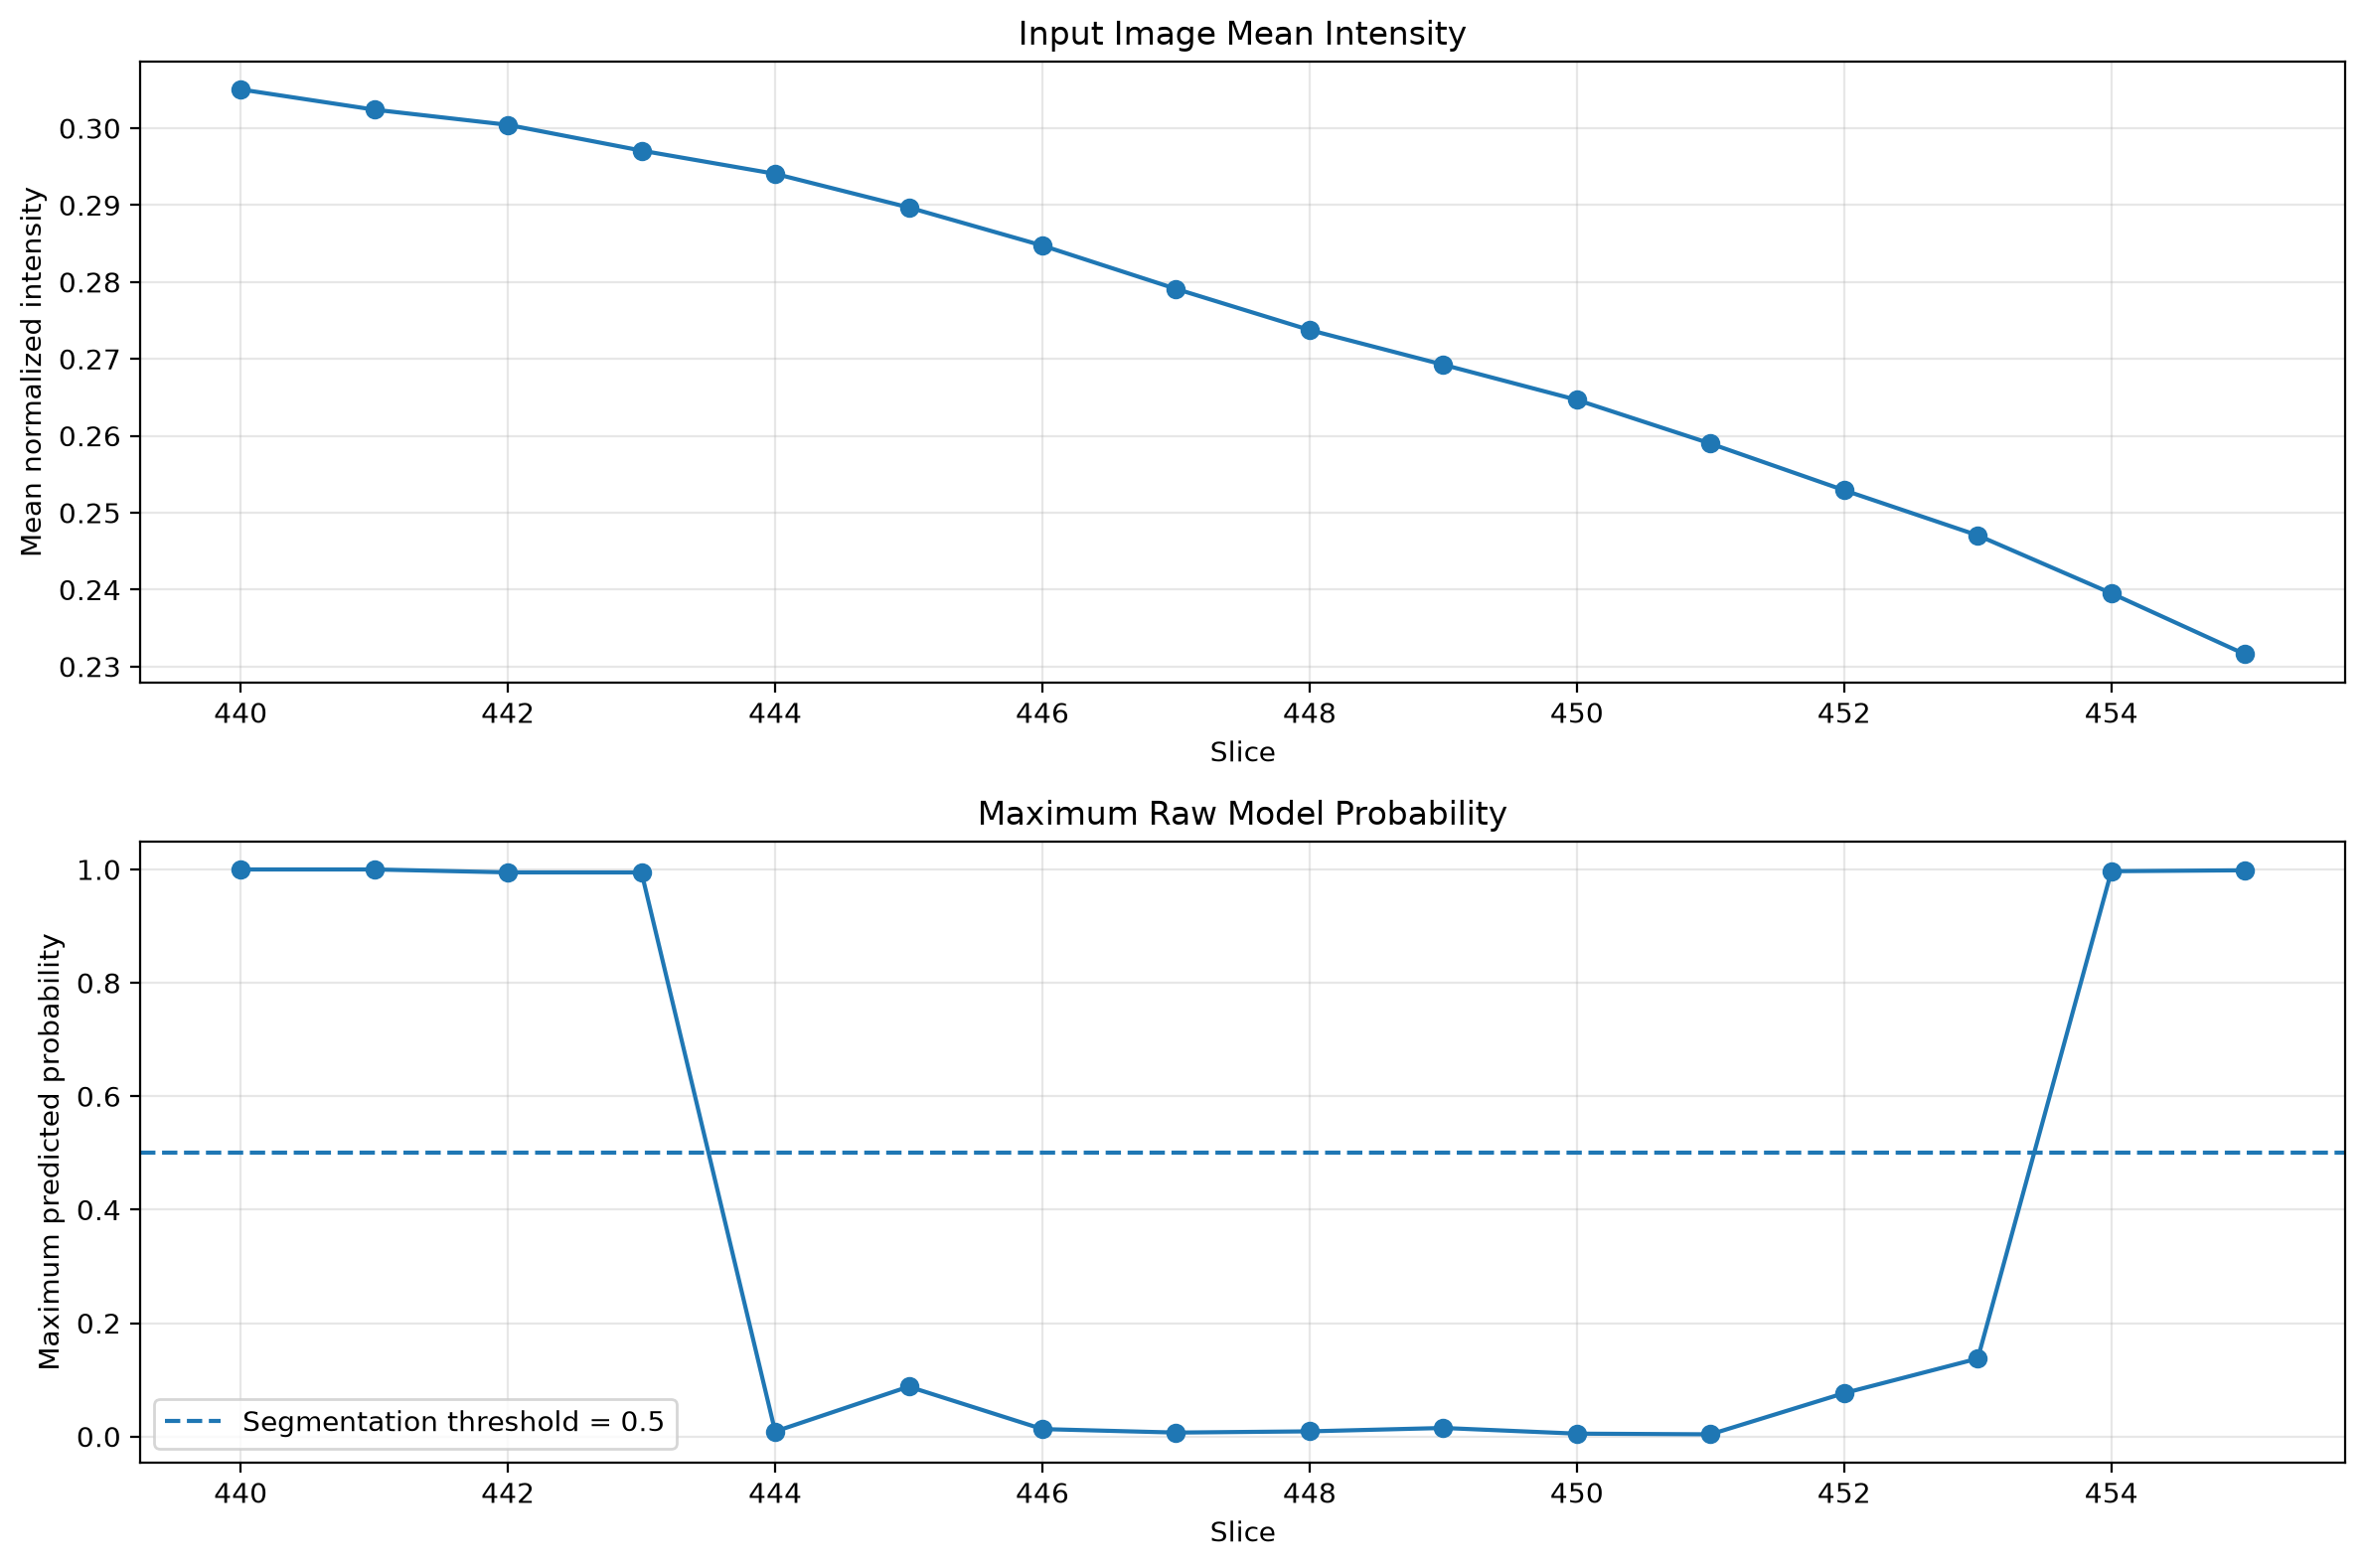 Input Image Mean Intensity
Mean normalized intensity
0.30
0.29
0.28
0.27
0.26
0.25
0.24
0.23
440 442 444 446 448 450 452 454
Slice
Maximum Raw Model Probability
Maximum predicted probability
1.0
0.8
0.6
0.4
0.2
0.0
Segmentation threshold = 0.5
440 442 444 446 448 450 452 454
Slice